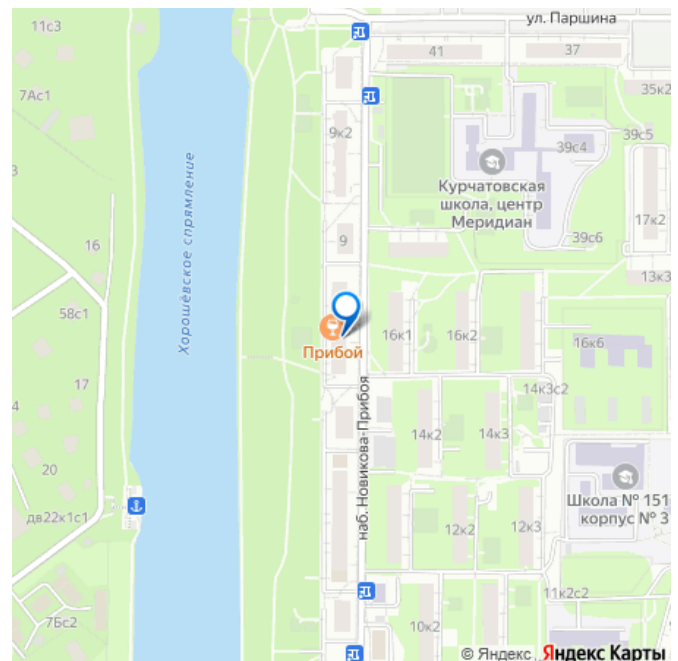 ул. Паршина
11с3
41
37
7Ас1
35к2
9к2
39с5
39с4
3
Курчатовская
школа, центр
Меридиан
17к2
16
9
39с6
13к3
Хорошёвское спрямление
58с1
16к1
16к2
16к6
Прибой
17
14к3с2
4
наб. Новикова-Прибоя
14к2
14к3
20
Школа № 151
корпус № 3
дв22к1с1
12к2
12к3
11к2с2
7Бс2
10к2
© Яндекс
Яндекс Карты